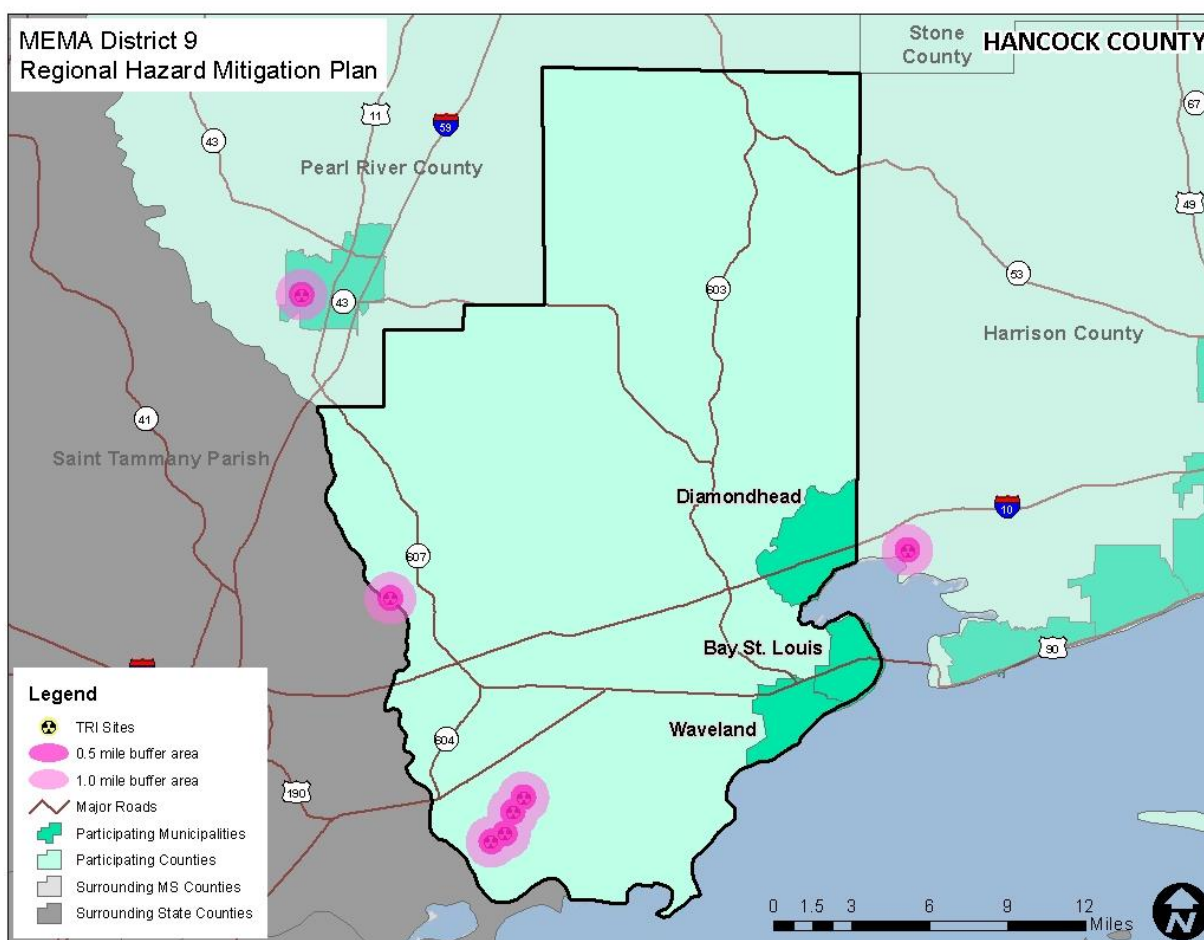 MEMA District 9
Regional Hazard Mitigation Plan
Stone
County
HANCOCK COUNTY
11
59
43
67
Pearl River County
49
53
603
43
Harrison County
41
Saint Tammany Parish
Diamondhead
10
607
Bay St. Louis
90
Waveland
604
190
Legend
TRI Sites
0.5 mile buffer area
1.0 mile buffer area
Major Roads
Participating Municipalities
Participating Counties
Surrounding MS Counties
Surrounding State Counties
0 1.5 3 6 9 12
Miles
N